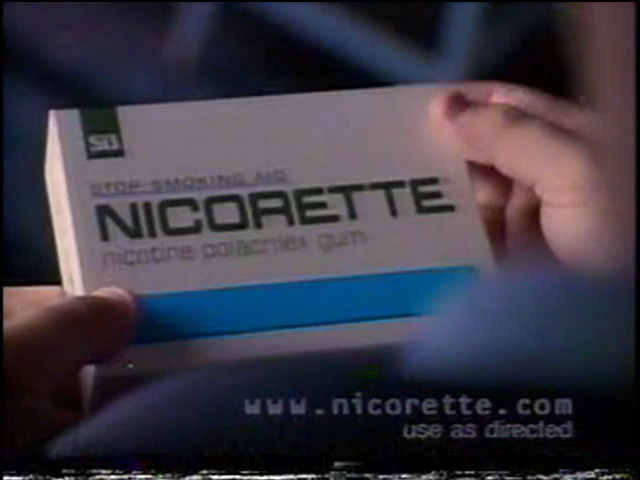 SB
STOP SMOKING AID
NICORETTE
nicotine polacrilex gum
www.nicorette.com
use as directed